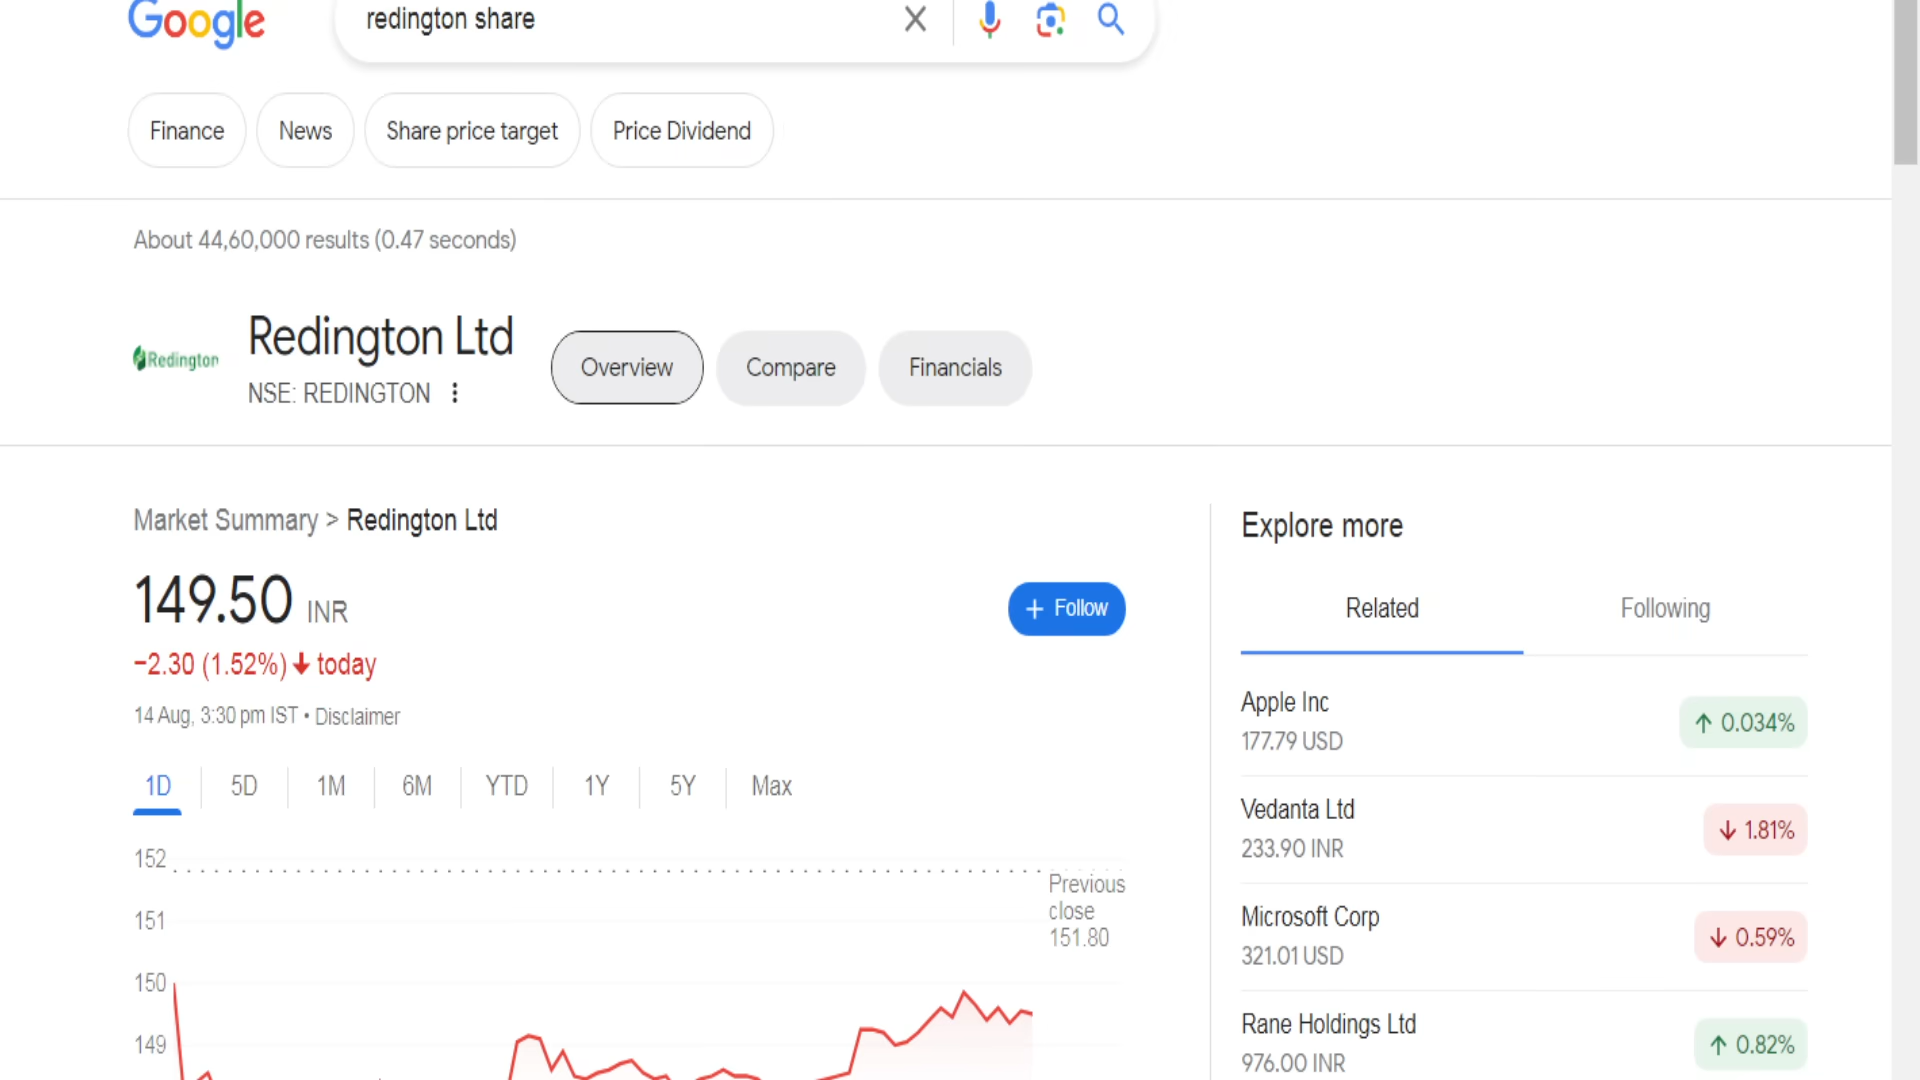 Google
redington share
Finance
News
Share price target
Price Dividend
About 44,60,000 results (0.47 seconds)
Redington
Redington Ltd
NSE: REDINGTON
Overview
Compare
Financials
Market Summary > Redington Ltd
149.50 INR
+ Follow
−2.30 (1.52%) ↓ today
14 Aug, 3:30 pm IST • Disclaimer
1D
5D
1M
6M
YTD
1Y
5Y
Max
152
151
150
149
Previous
close
151.80
Explore more
Related
Following
Apple Inc
177.79 USD
↑ 0.034%
Vedanta Ltd
233.90 INR
↓ 1.81%
Microsoft Corp
321.01 USD
↓ 0.59%
Rane Holdings Ltd
976.00 INR
↑ 0.82%